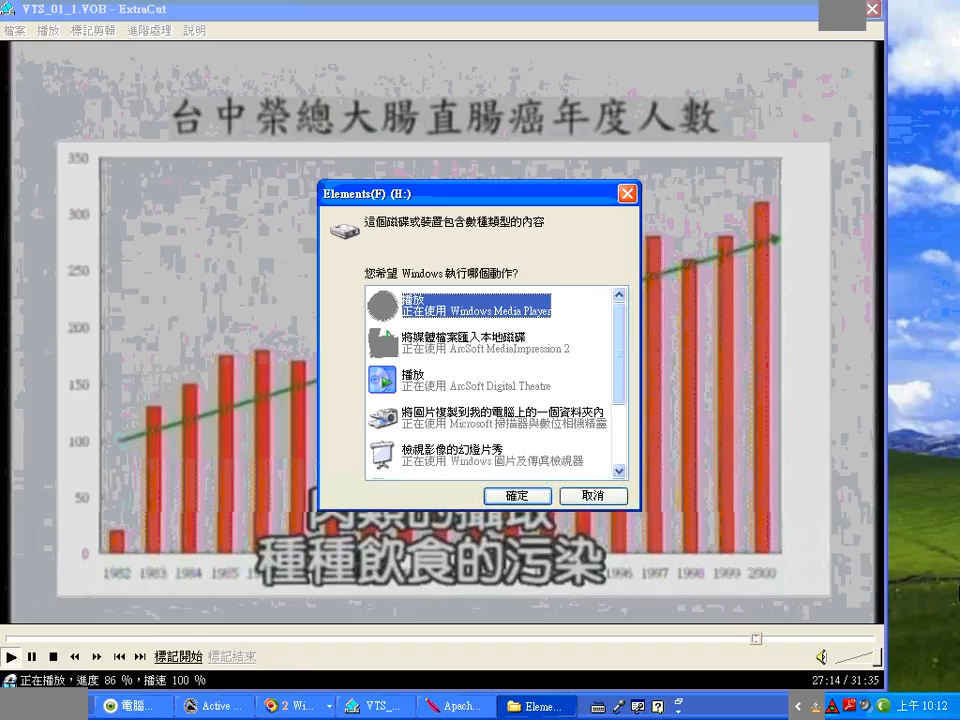 VTS_01_1.VOB - ExtraCut
檔案 播放 標記剪輯 進階處理 說明
台中榮總大腸直腸癌年度人數
350
300
250
200
150
100
50
0
1982 1983 1984 1985 1996 1997 1998 1999 2000
Elements(F) (H:)
這個磁碟或裝置包含數種類型的內容
您希望 Windows 執行哪個動作?
播放
正在使用 Windows Media Player
將媒體檔案匯入本地磁碟
正在使用 ArcSoft MediaImpression 2
播放
正在使用 ArcSoft Digital Theatre
將圖片複製到我的電腦上的一個資料夾內
正在使用 Microsoft 掃描器與數位相機精靈
檢視影像的幻燈片秀
正在使用 Windows 圖片及傳真檢視器
確定 取消
肉類的攝取
種種飲食的污染
標記開始 標記結束
正在播放，進度 86 %，播速 100 % 27:14 / 31:35
電腦... Active ... 2 Wi... VTS_... Apach... Eleme... 上午 10:12